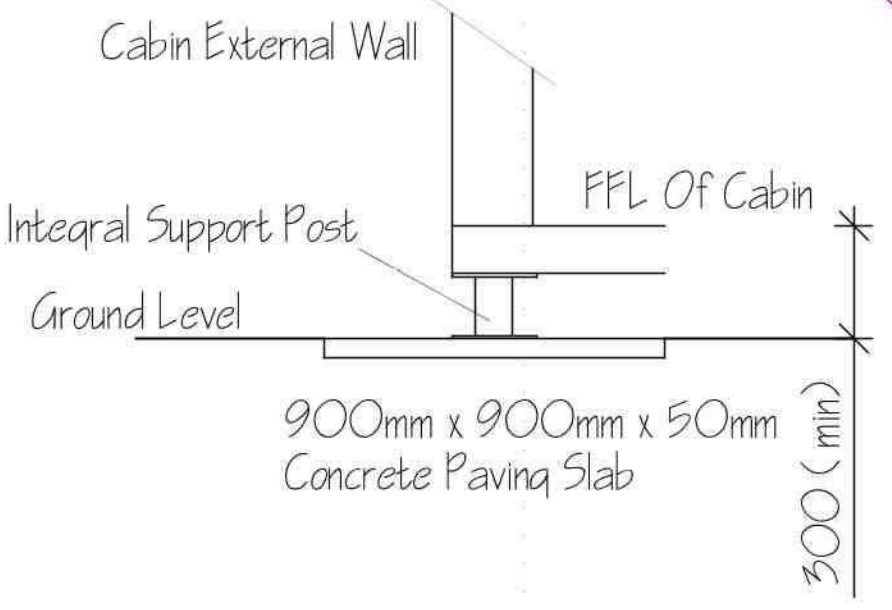 Cabin External Wall
FFL Of Cabin
Integral Support Post
Ground Level
900mm x 900mm x 50mm
Concrete Paving Slab
300 (min)